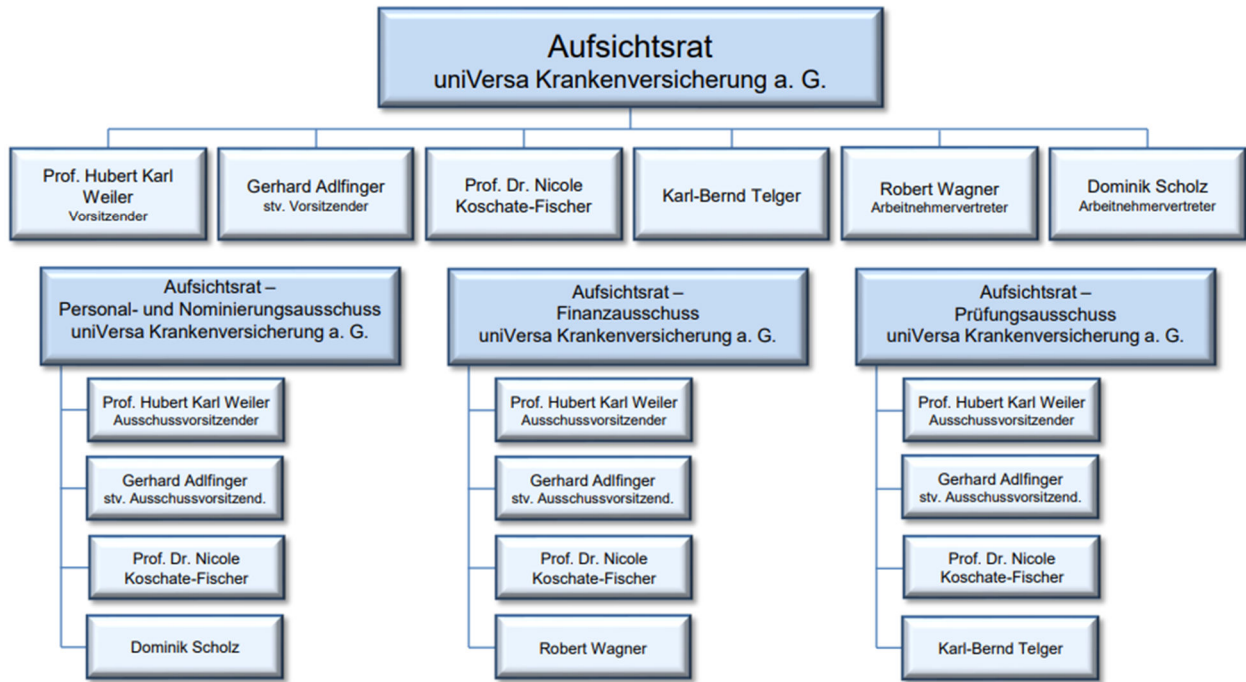 Aufsichtsrat
uniVersa Krankenversicherung a. G.
Prof. Hubert Karl
Weiler
Vorsitzender
Gerhard Adlfinger
stv. Vorsitzender
Prof. Dr. Nicole
Koschate-Fischer
Karl-Bernd Telger
Robert Wagner
Arbeitnehmervertreter
Dominik Scholz
Arbeitnehmervertreter
Aufsichtsrat –
Personal- und Nominierungsausschuss
uniVersa Krankenversicherung a. G.
Prof. Hubert Karl Weiler
Ausschussvorsitzender
Gerhard Adlfinger
stv. Ausschussvorsitzend.
Prof. Dr. Nicole
Koschate-Fischer
Dominik Scholz
Aufsichtsrat –
Finanzausschuss
uniVersa Krankenversicherung a. G.
Prof. Hubert Karl Weiler
Ausschussvorsitzender
Gerhard Adlfinger
stv. Ausschussvorsitzend.
Prof. Dr. Nicole
Koschate-Fischer
Robert Wagner
Aufsichtsrat –
Prüfungsausschuss
uniVersa Krankenversicherung a. G.
Prof. Hubert Karl Weiler
Ausschussvorsitzender
Gerhard Adlfinger
stv. Ausschussvorsitzend.
Prof. Dr. Nicole
Koschate-Fischer
Karl-Bernd Telger